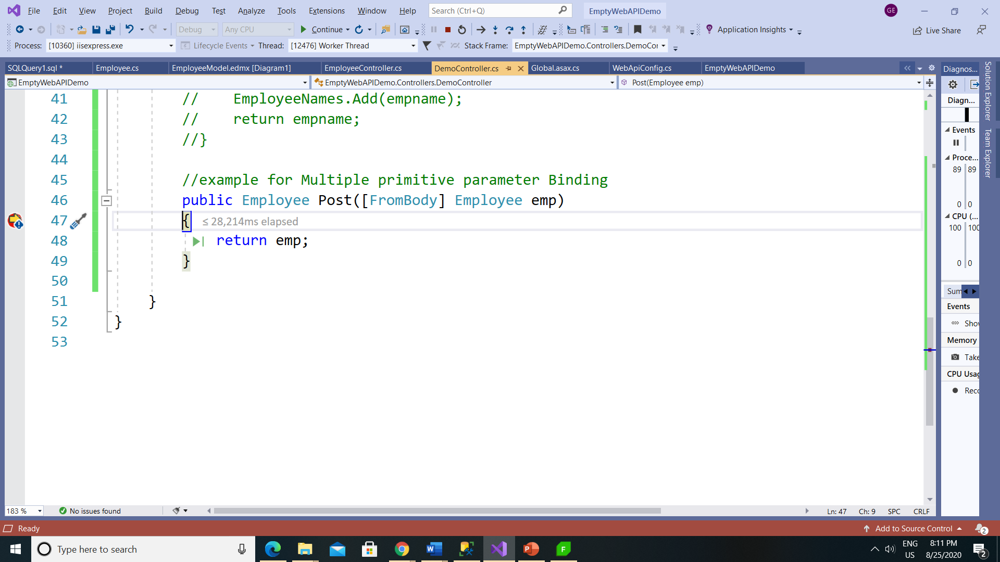 File Edit View Project Build Debug Test Analyze Tools Extensions Window Help Search (Ctrl+Q) EmptyWebAPIDemo GE
Debug Any CPU Continue Application Insights Live Share
Process: [10360] iisexpress.exe Lifecycle Events Thread: [12476] Worker Thread Stack Frame: EmptyWebAPIDemo.Controllers.DemoCor
SQLQuery1.sql * Employee.cs EmployeeModel.edmx [Diagram1] EmployeeController.cs DemoController.cs Global.asax.cs WebApiConfig.cs EmptyWebAPIDemo Diagnos...
EmptyWebAPIDemo EmptyWebAPIDemo.Controllers.DemoController Post(Employee emp)
41 //    EmployeeNames.Add(empname);
42 //    return empname;
43 //}
44
45 //example for Multiple primitive parameter Binding
46 public Employee Post([FromBody] Employee emp)
47 { ≤ 28,214ms elapsed
48 return emp;
49 }
50
51 }
52 }
53
Diagn...
Events
Proce...
89 89
0 0
CPU (...
100 100
0 0
Sum
Events
Shov
Memory
Take
CPU Usag
Reco
Solution Explorer
Team Explorer
183 % No issues found Ln: 47 Ch: 9 SPC CRLF
Ready Add to Source Control 2
Type here to search ENG US 8:11 PM 8/25/2020 2